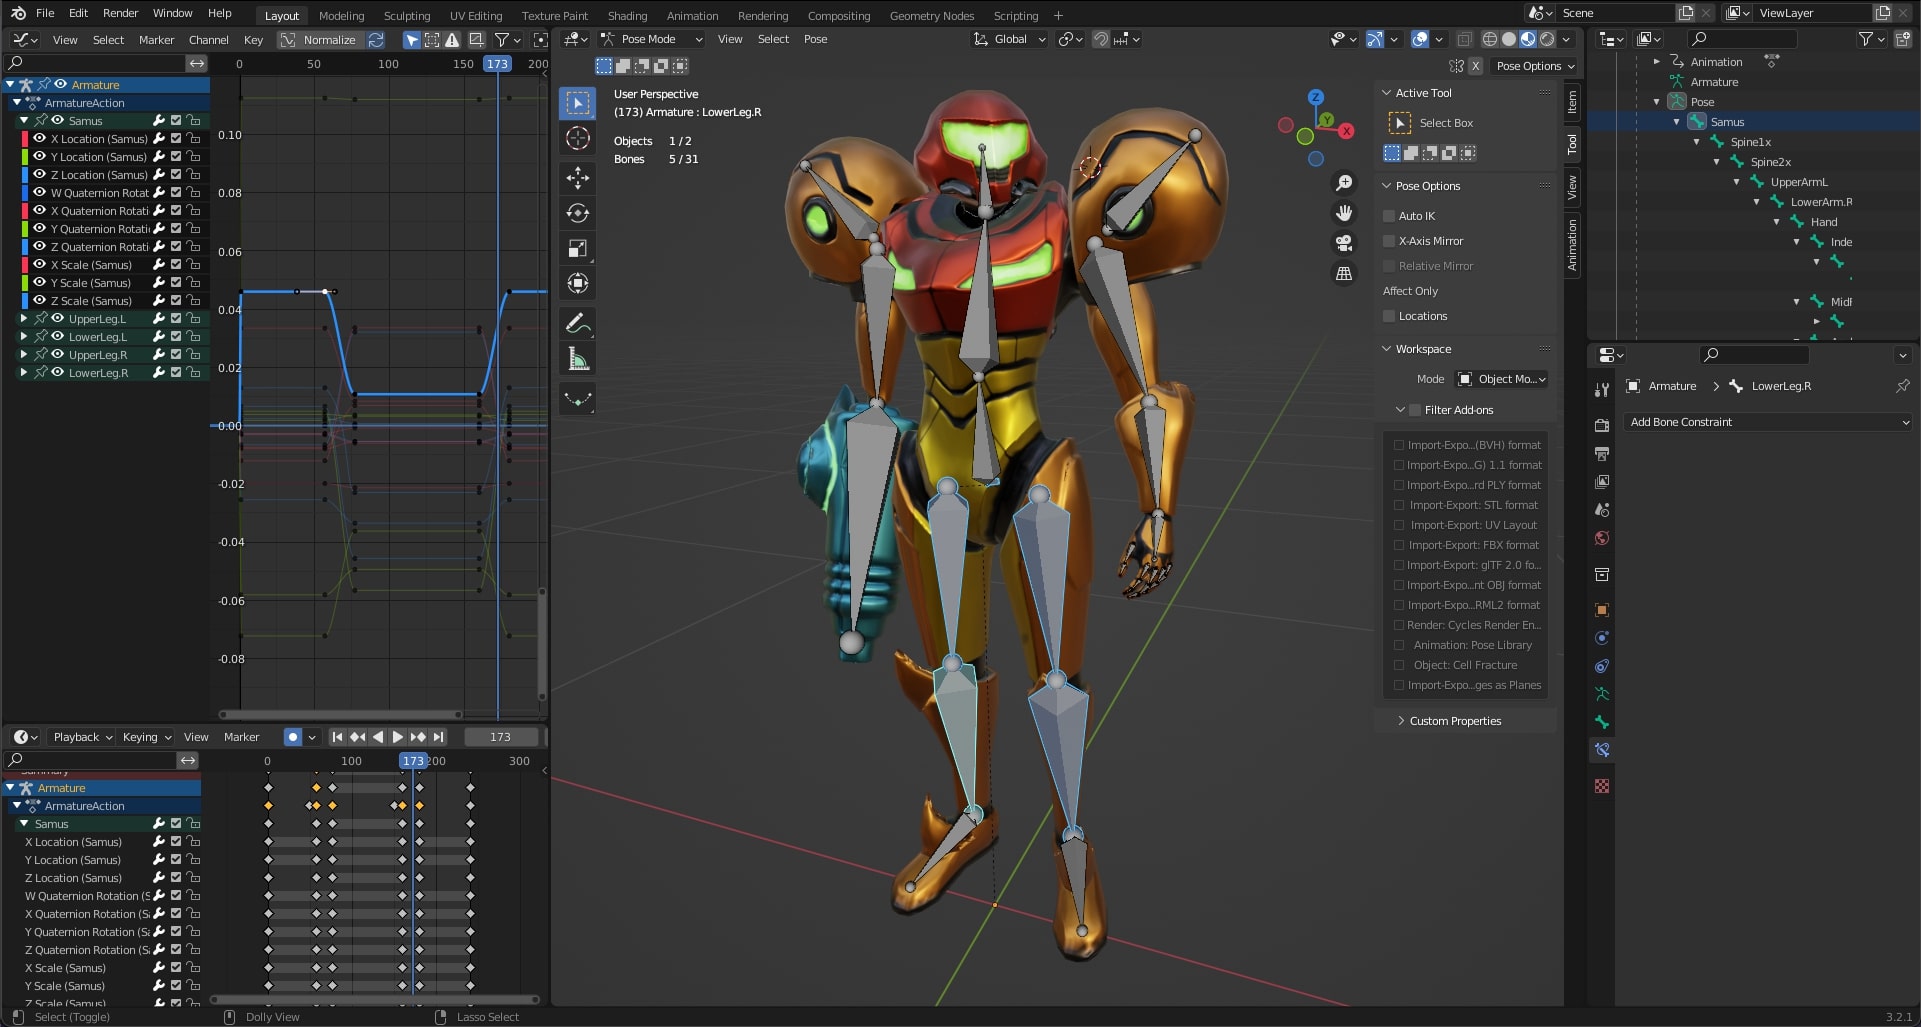 File Edit Render Window Help
Layout Modeling Sculpting UV Editing Texture Paint Shading Animation Rendering Compositing Geometry Nodes Scripting +
Scene
ViewLayer
View Select Marker Channel Key
Normalize
0 50 100 150 173 200
Armature
ArmatureAction
Samus
X Location (Samus)
Y Location (Samus)
Z Location (Samus)
W Quaternion Rotat
X Quaternion Rotati
Y Quaternion Rotati
Z Quaternion Rotati
X Scale (Samus)
Y Scale (Samus)
Z Scale (Samus)
UpperLeg.L
LowerLeg.L
UpperLeg.R
LowerLeg.R
0.10
0.08
0.06
0.04
0.02
0.00
-0.02
-0.04
-0.06
-0.08
Pose Mode
View Select Pose
Global
X
Pose Options
User Perspective
(173) Armature : LowerLeg.R
Objects 1 / 2
Bones 5 / 31
Z
Y
X
Active Tool
Select Box
Pose Options
Auto IK
X-Axis Mirror
Relative Mirror
Affect Only
Locations
Workspace
Mode Object Mo...
Filter Add-ons
Import-Expo...(BVH) format
Import-Expo...G) 1.1 format
Import-Expo...rd PLY format
Import-Export: STL format
Import-Export: UV Layout
Import-Export: FBX format
Import-Export: glTF 2.0 fo...
Import-Expo...nt OBJ format
Import-Expo...RML2 format
Render: Cycles Render En...
Animation: Pose Library
Object: Cell Fracture
Import-Expo...ges as Planes
Custom Properties
Item
Tool
View
Animation
Animation
Armature
Pose
Samus
Spine1x
Spine2x
UpperArmL
LowerArm.R
Hand
Inde
Armature > LowerLeg.R
Add Bone Constraint
Playback Keying View Marker
173
0 100 173 200 300
Summary
Armature
ArmatureAction
Samus
X Location (Samus)
Y Location (Samus)
Z Location (Samus)
W Quaternion Rotation (S
X Quaternion Rotation (S
Y Quaternion Rotation (S
Z Quaternion Rotation (S
X Scale (Samus)
Y Scale (Samus)
Z Scale (Samus)
Select (Toggle)
Dolly View
Lasso Select
3.2.1